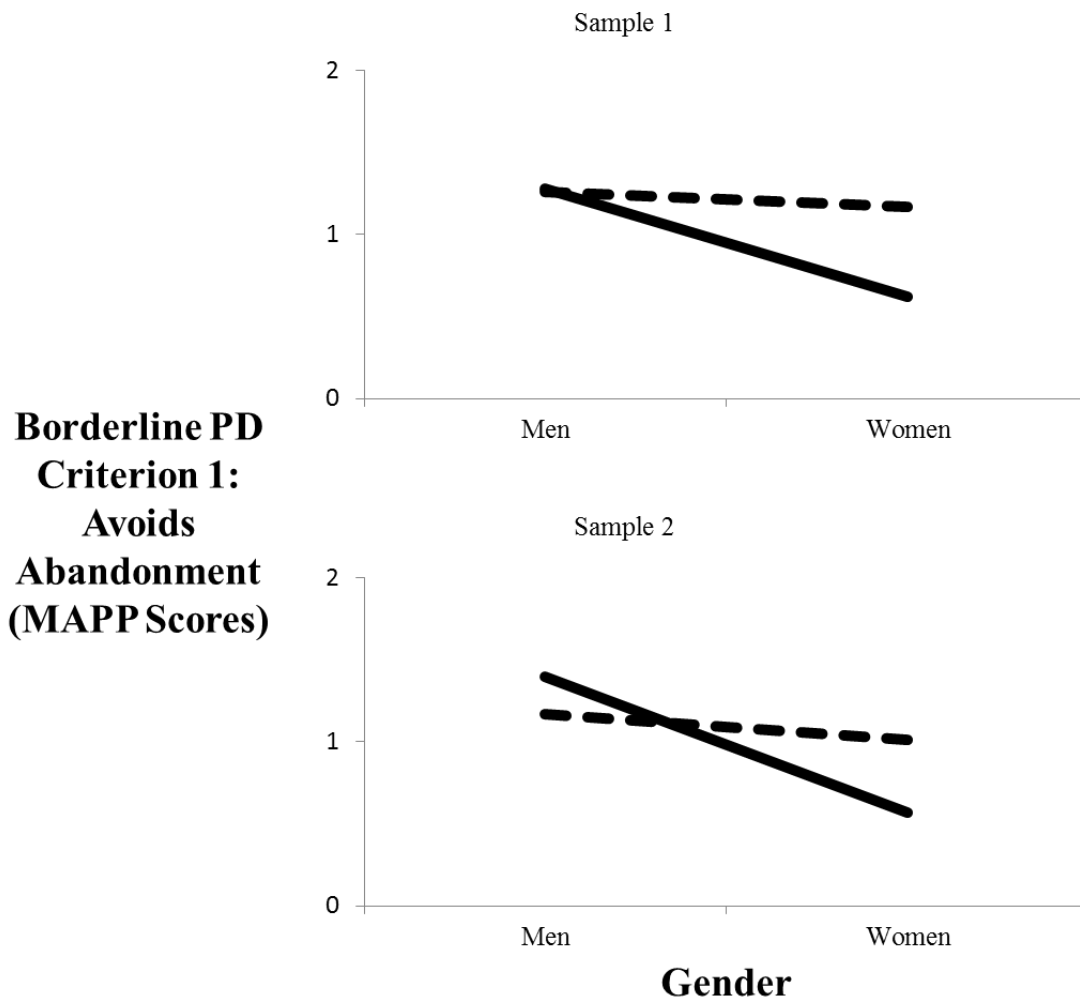 Sample 1
2
1
0
Men Women
Borderline PD
Criterion 1:
Avoids
Abandonment
(MAPP Scores)
Sample 2
2
1
0
Men Women
Gender